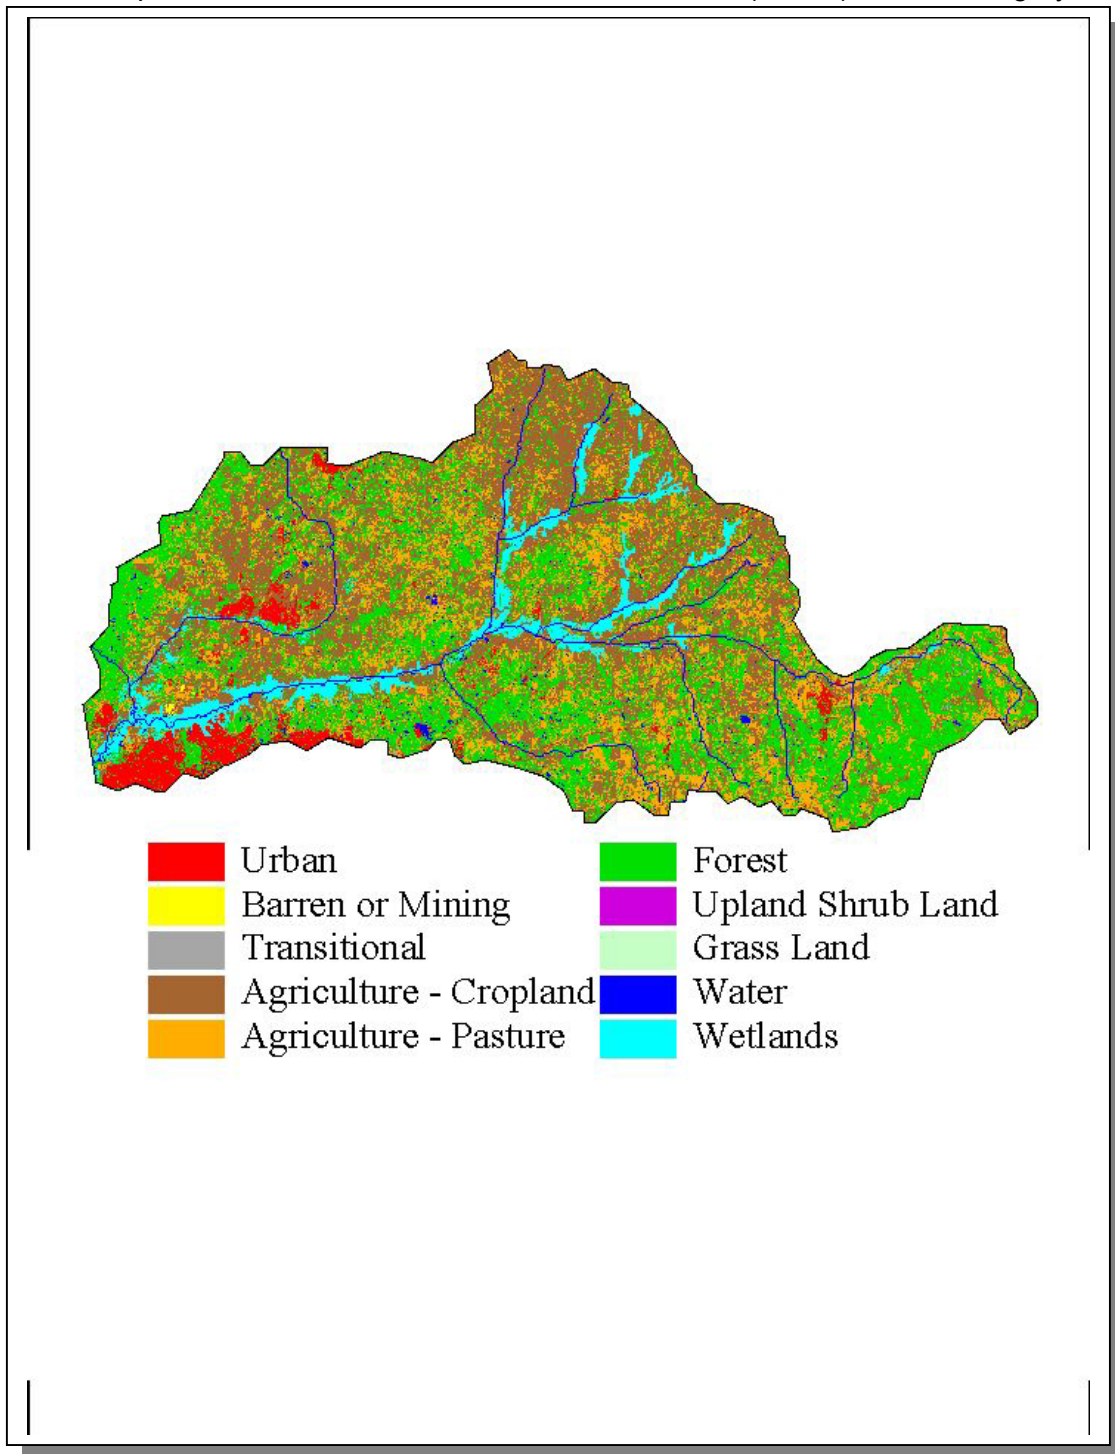 Urban
Barren or Mining
Transitional
Agriculture - Cropland
Agriculture - Pasture
Forest
Upland Shrub Land
Grass Land
Water
Wetlands